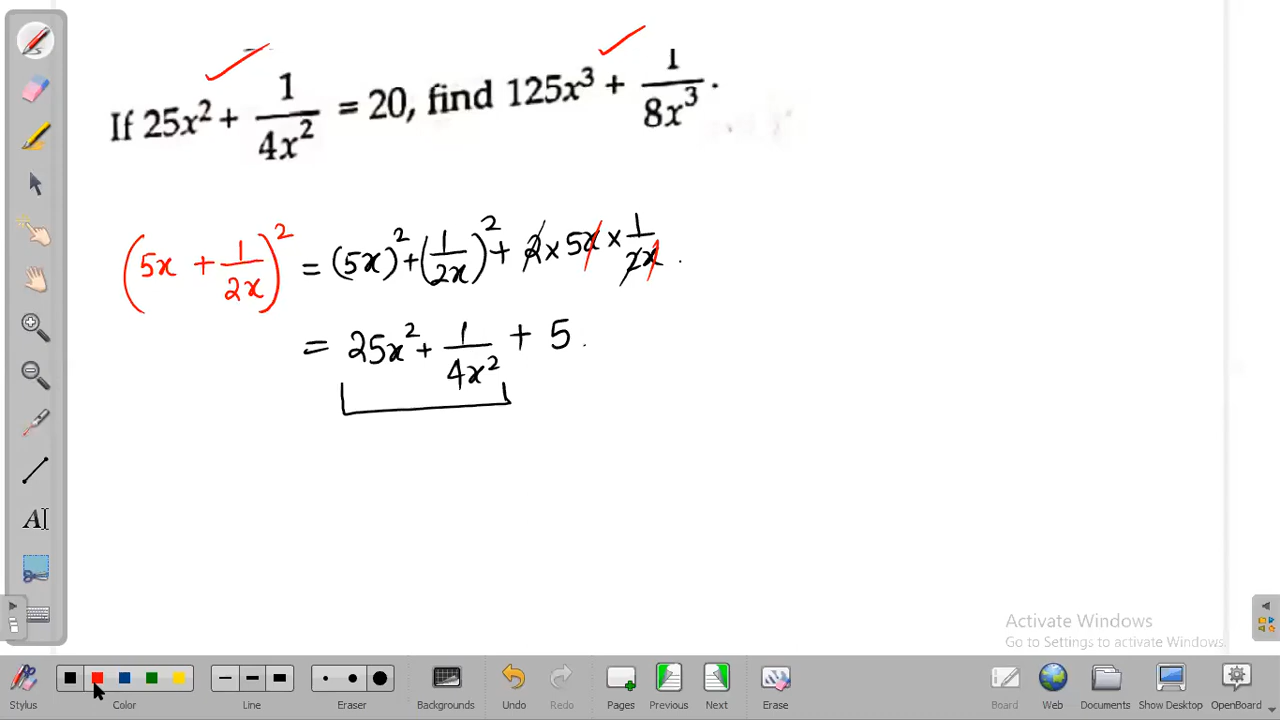 If 25x² + 1/4x² = 20, find 125x³ + 1/8x³.
(5x + 1/2x)² = (5x)² + (1/2x)² + 2 × 5x × 1/2x.
= 25x² + 1/4x² + 5.
AI
Activate Windows
Go to Settings to activate Windows.
Stylus Color Line Eraser Backgrounds Undo Redo Pages Previous Next Erase Board Web Documents Show Desktop OpenBoard